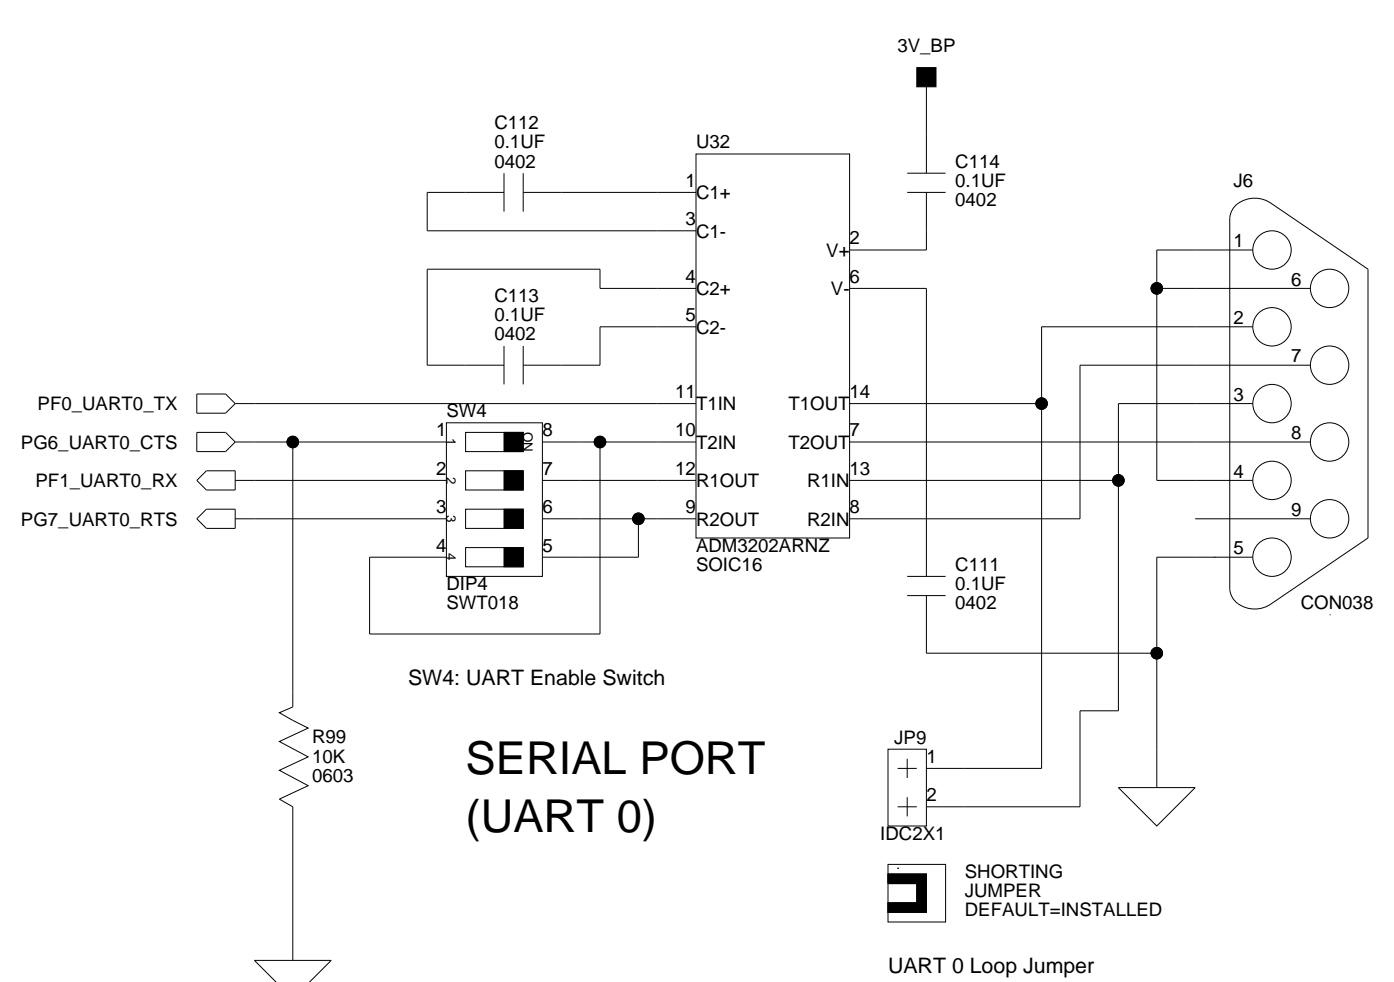 3V_BP
C112
0.1UF
0402
U32
C114
0.1UF
0402
J6
1 C1+
3 C1-
V+ 2
4 C2+
V- 6
5 C2-
C113
0.1UF
0402
1
6
2
7
3
8
4
9
5
PF0_UART0_TX
11 T1IN
T1OUT 14
SW4
PG6_UART0_CTS
1 1 ON 8
10 T2IN
T2OUT 7
PF1_UART0_RX
2 2 7
12 R1OUT
R1IN 13
PG7_UART0_RTS
3 3 6
9 R2OUT
R2IN 8
4 4 5
ADM3202ARNZ
SOIC16
DIP4
SWT018
C111
0.1UF
0402
CON038
SW4: UART Enable Switch
R99
10K
0603
SERIAL PORT
(UART 0)
JP9
1
2
IDC2X1
SHORTING
JUMPER
DEFAULT=INSTALLED
UART 0 Loop Jumper